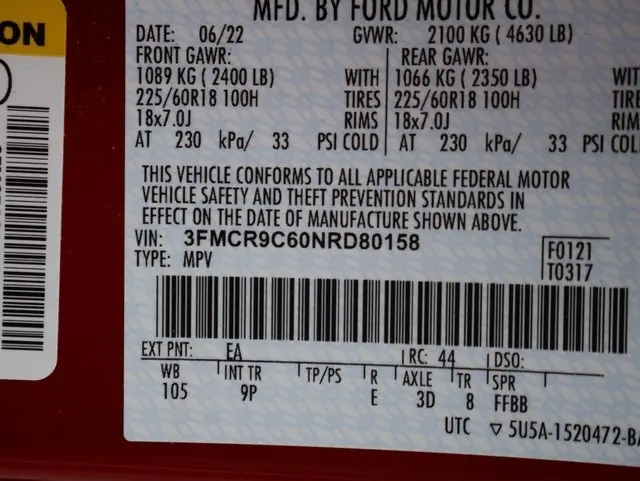 ON
MFD. BY FORD MOTOR CO.
DATE: 06/22 GVWR: 2100 KG ( 4630 LB)
FRONT GAWR: REAR GAWR:
1089 KG ( 2400 LB) WITH 1066 KG ( 2350 LB) WIT
225/60R18 100H TIRES 225/60R18 100H TIRE
18x7.0J RIMS 18x7.0J RIM
AT 230 kPa/ 33 PSI COLD AT 230 kPa/ 33 PSI COL
THIS VEHICLE CONFORMS TO ALL APPLICABLE FEDERAL MOTOR
VEHICLE SAFETY AND THEFT PREVENTION STANDARDS IN
EFFECT ON THE DATE OF MANUFACTURE SHOWN ABOVE.
VIN: 3FMCR9C60NRD80158 F0121
TYPE: MPV T0317
EXT PNT: EA RC: 44 DSO:
WB INT TR TP/PS R AXLE TR SPR
105 9P E 3D 8 FFBB
UTC ▽ 5U5A-1520472-BA